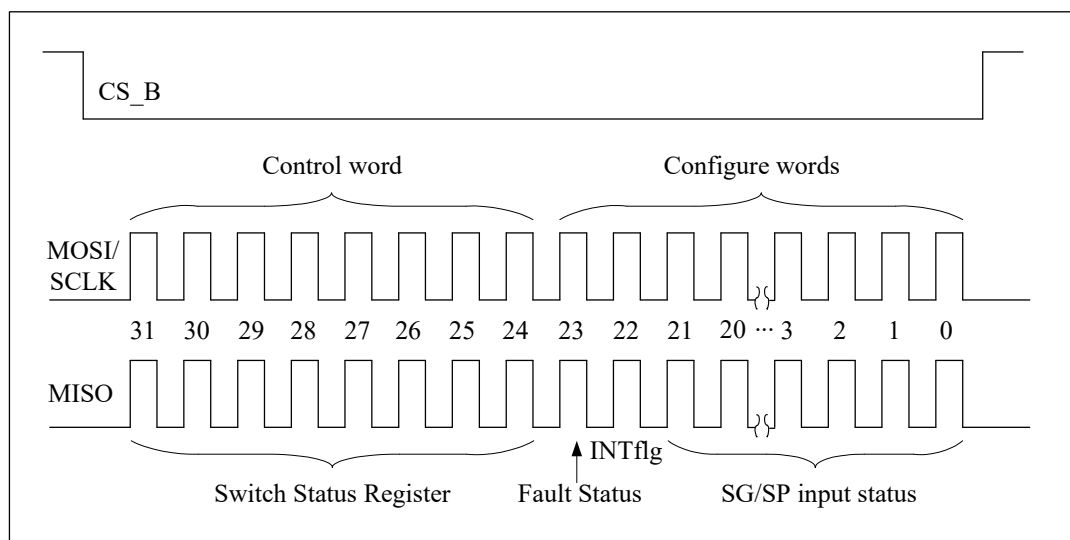 CS_B
Control word
Configure words
MOSI/
SCLK
31 30 29 28 27 26 25 24 23 22 21 20 ··· 3 2 1 0
MISO
INTflg
Switch Status Register
Fault Status
SG/SP input status